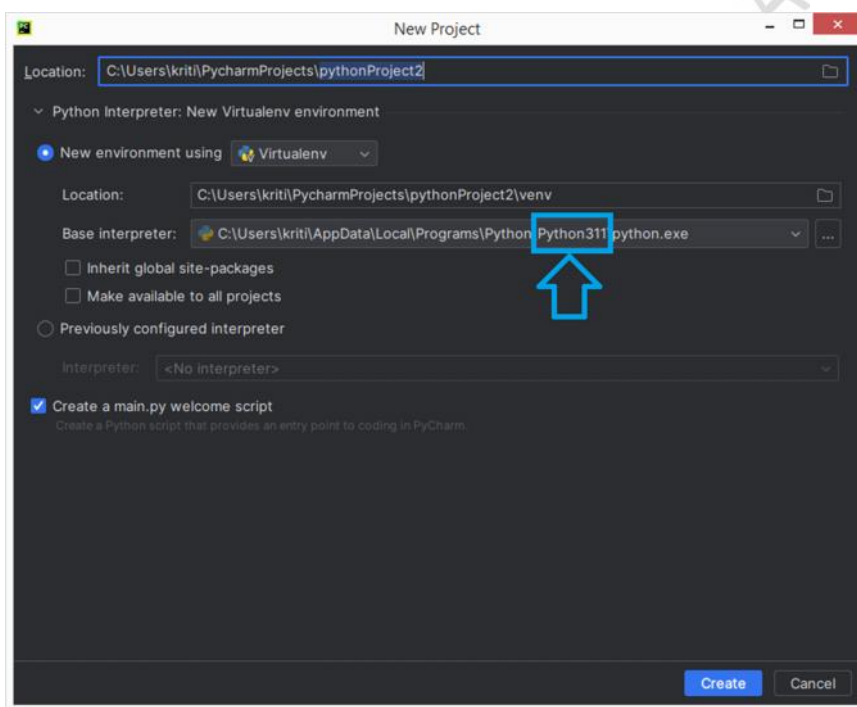 PC
New Project
Location: C:\Users\kriti\PycharmProjects\pythonProject2
Python Interpreter: New Virtualenv environment
New environment using Virtualenv
Location: C:\Users\kriti\PycharmProjects\pythonProject2\venv
Base interpreter: C:\Users\kriti\AppData\Local\Programs\Python Python311 python.exe ...
Inherit global site-packages
Make available to all projects
Previously configured interpreter
Interpreter: <No interpreter>
Create a main.py welcome script
Create a Python script that provides an entry point to coding in PyCharm.
Create Cancel